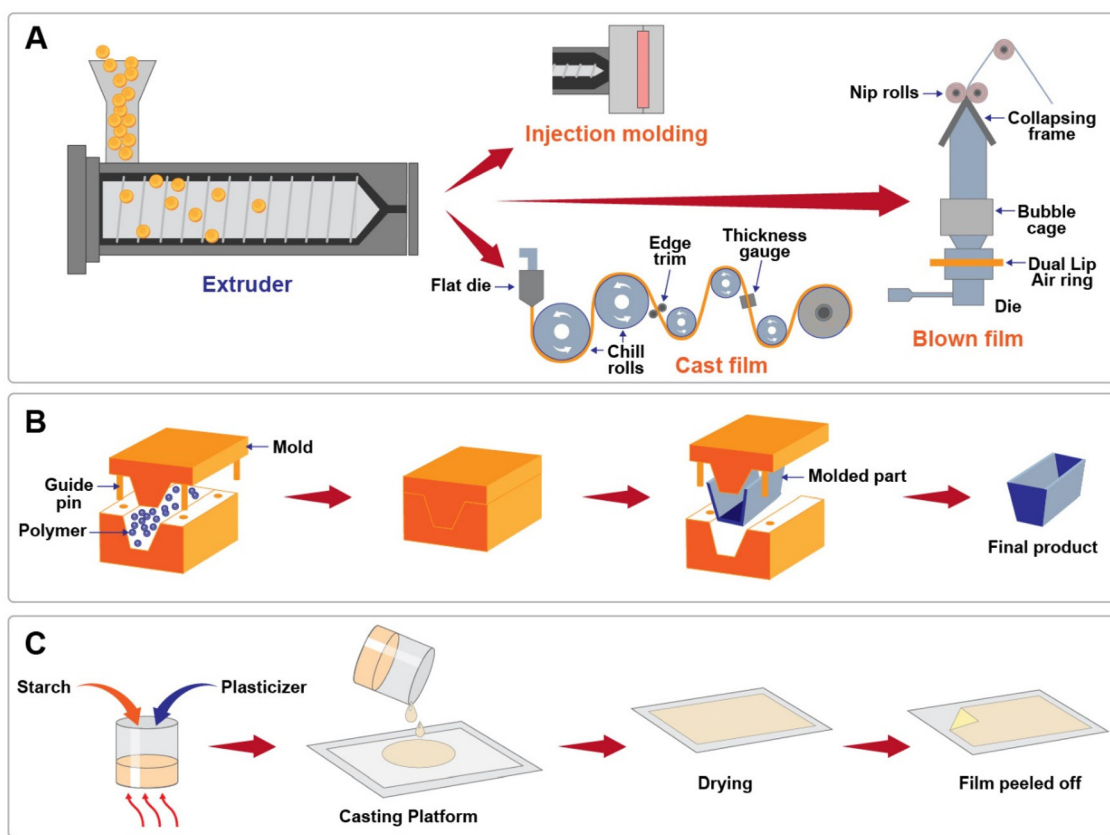 A
Extruder
Injection molding
Nip rolls
Collapsing
frame
Bubble
cage
Dual Lip
Air ring
Die
Blown film
Flat die
Edge
trim
Thickness
gauge
Chill
rolls
Cast film
B
Mold
Guide
pin
Polymer
Molded part
Final product
C
Starch
Plasticizer
Casting Platform
Drying
Film peeled off